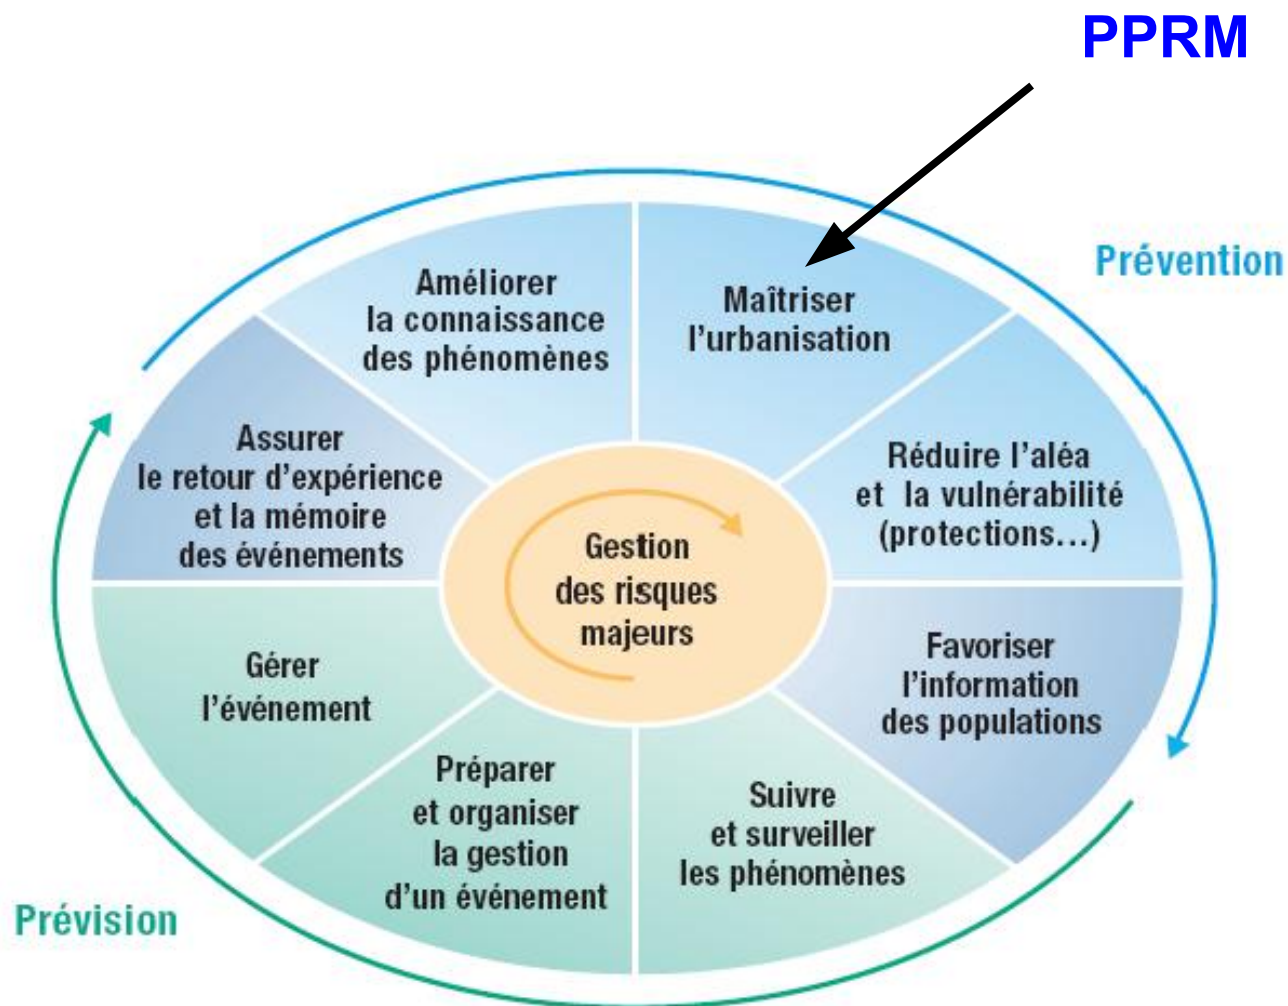 PPRM
Prévention
Améliorer
la connaissance
des phénomènes
Maîtriser
l’urbanisation
Réduire l’aléa
et la vulnérabilité
(protections...)
Favoriser
l’information
des populations
Suivre
et surveiller
les phénomènes
Préparer
et organiser
la gestion
d’un événement
Gérer
l’événement
Assurer
le retour d’expérience
et la mémoire
des événements
Gestion
des risques
majeurs
Prévision